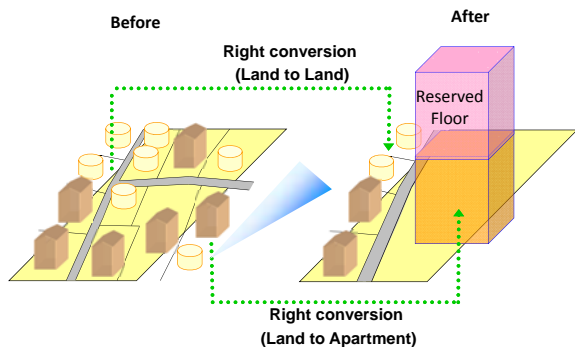 Before
After
Right conversion
(Land to Land)
Reserved
Floor
Right conversion
(Land to Apartment)